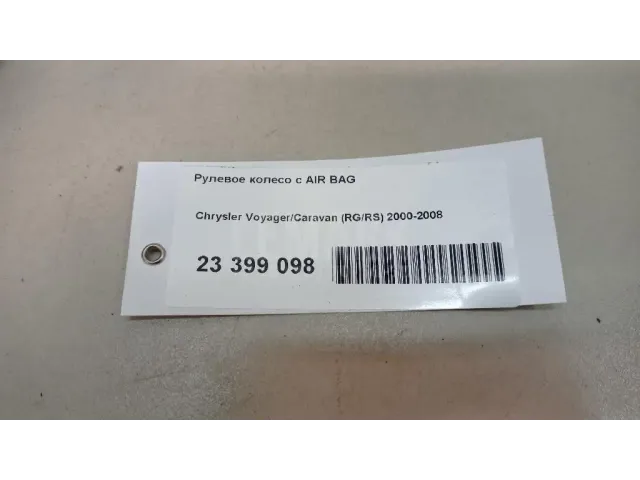 Рулевое колесо с AIR BAG
Chrysler Voyager/Caravan (RG/RS) 2000-2008
23 399 098